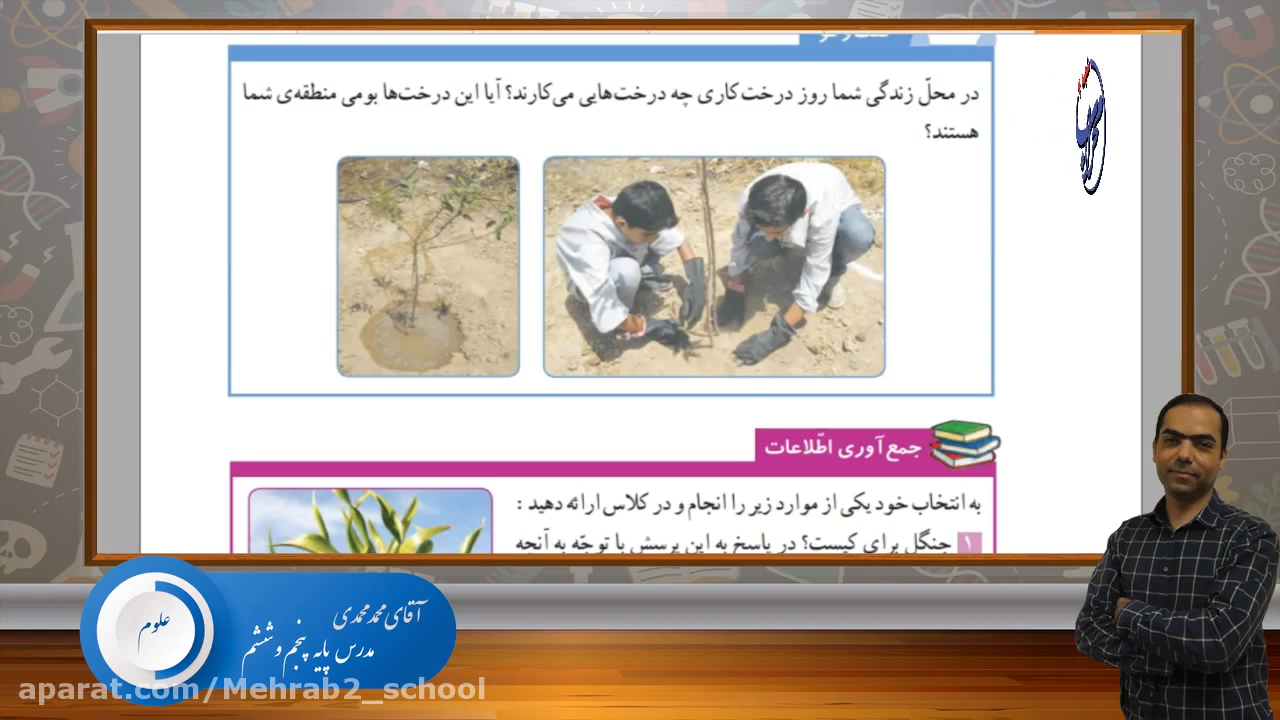 در محلّ زندگی شما روز درخت‌کاری چه درخت‌هایی می‌کارند؟ آیا این درخت‌ها بومی منطقه‌ی شما
هستند؟
جمع‌آوری اطّلاعات
به انتخاب خود یکی از موارد زیر را انجام و در کلاس ارائه دهید :
۱ جنگل برای کیست؟ در پاسخ به این پرسش با توجّه به آنچه
آقای محمدمحمدی
علوم
مدرس پایه پنجم و ششم
aparat.com/Mehrab2_school